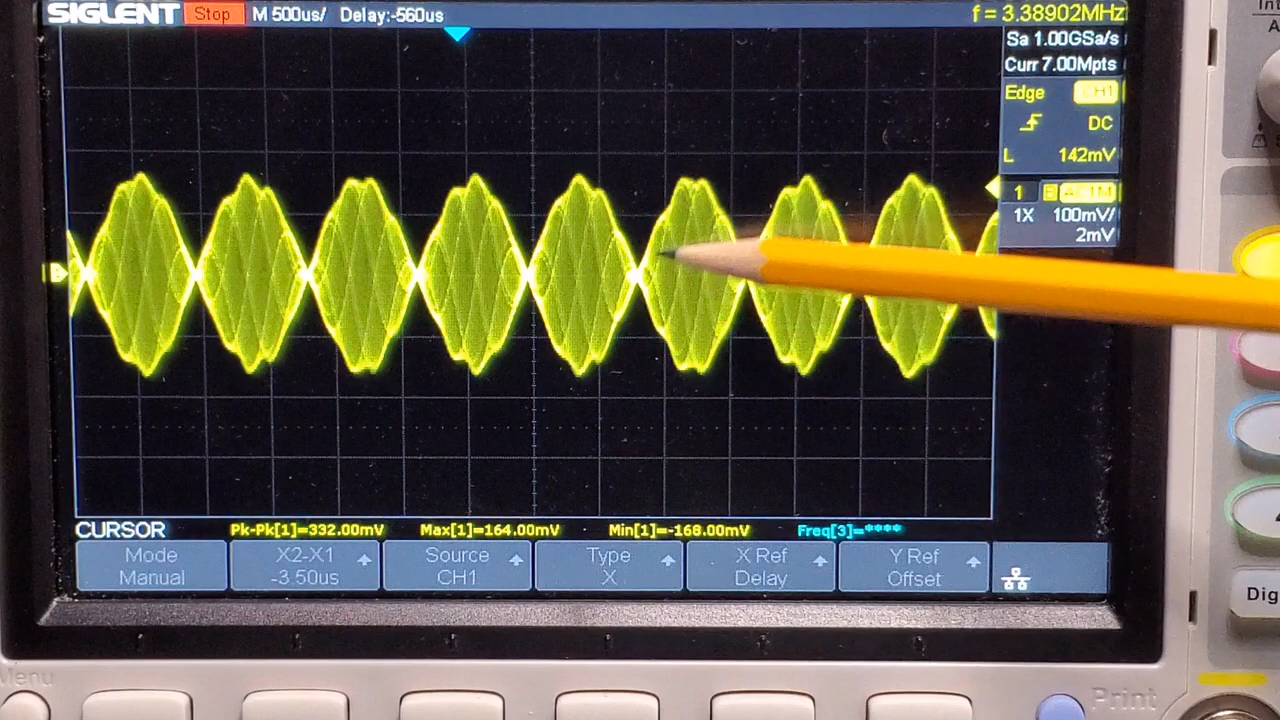 SIGLENT Stop M 500us/ Delay:-560us f = 3.38902MHz
Sa 1.00GSa/s
Curr 7.00Mpts
Edge CH1
DC
L 142mV
1
1X 100mV/
2mV
CURSOR Pk-Pk[1]=332.00mV Max[1]=164.00mV Min[1]=-168.00mV Freq[3]=****
Mode X2-X1 Source Type X Ref Y Ref
Manual -3.50us CH1 X Delay Offset
Dig
Menu
Print